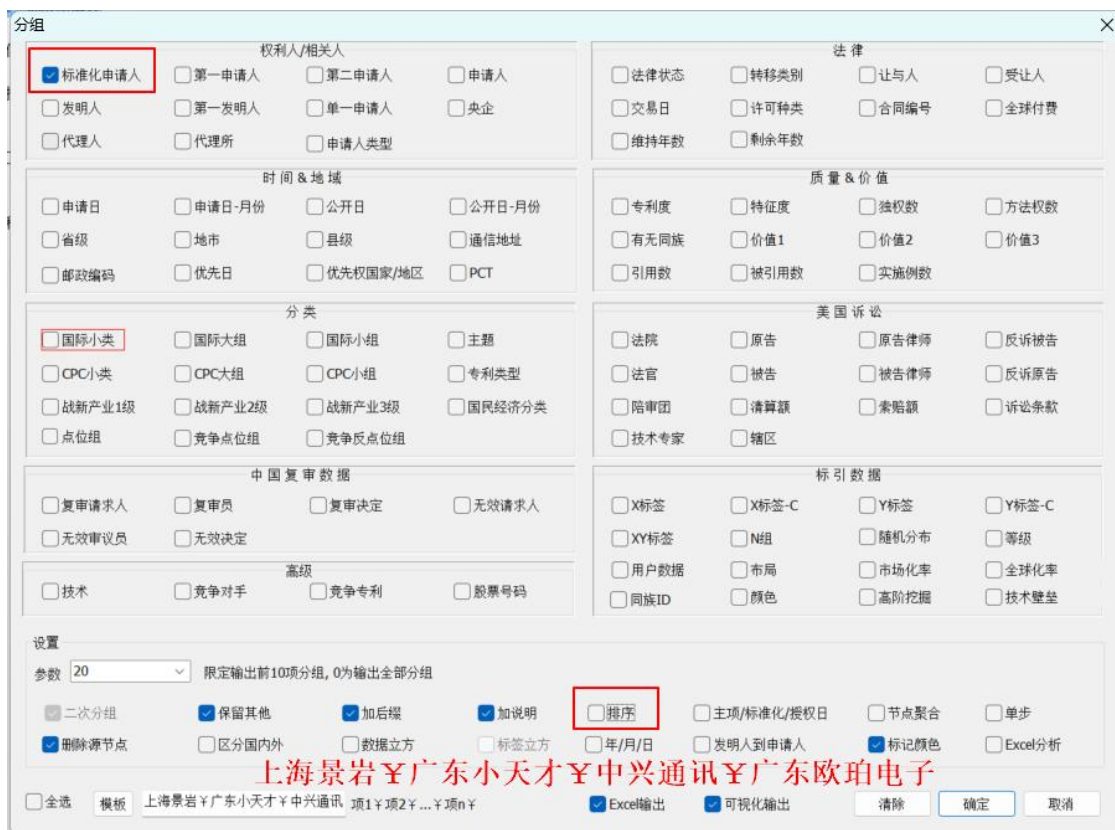 分组
权利人/相关人
标准化申请人 第一申请人 第二申请人 申请人
发明人 第一发明人 单一申请人 央企
代理人 代理所 申请人类型
法律
法律状态 转移类别 让与人 受让人
交易日 许可种类 合同编号 全球付费
维持年数 剩余年数
时间&地域
申请日 申请日-月份 公开日 公开日-月份
省级 地市 县级 通信地址
邮政编码 优先日 优先权国家/地区 PCT
质量&价值
专利度 特征度 独权数 方法权数
有无同族 价值1 价值2 价值3
引用数 被引用数 实施例数
分类
国际小类 国际大组 国际小组 主题
CPC小类 CPC大组 CPC小组 专利类型
战新产业1级 战新产业2级 战新产业3级 国民经济分类
点位组 竞争点位组 竞争反点位组
美国诉讼
法院 原告 原告律师 反诉被告
法官 被告 被告律师 反诉原告
陪审团 清算额 索赔额 诉讼条款
技术专家 辖区
中国复审数据
复审请求人 复审员 复审决定 无效请求人
无效审议员 无效决定
标引数据
X标签 X标签-C Y标签 Y标签-C
XY标签 N组 随机分布 等级
用户数据 布局 市场化率 全球化率
同族ID 颜色 高阶挖掘 技术壁垒
高级
技术 竞争对手 竞争专利 股票号码
设置
参数 20 限定输出前10项分组, 0为输出全部分组
二次分组 保留其他 加后缀 加说明 排序 主项/标准化/授权日 节点聚合 单步
删除源节点 区分国内外 数据立方 标签立方 年/月/日 发明人到申请人 标记颜色 Excel分析
上海景岩￥广东小天才￥中兴通讯￥广东欧珀电子
全选 模板 上海景岩￥广东小天才￥中兴通讯 项1￥项2￥...￥项n￥ Excel输出 可视化输出 清除 确定 取消